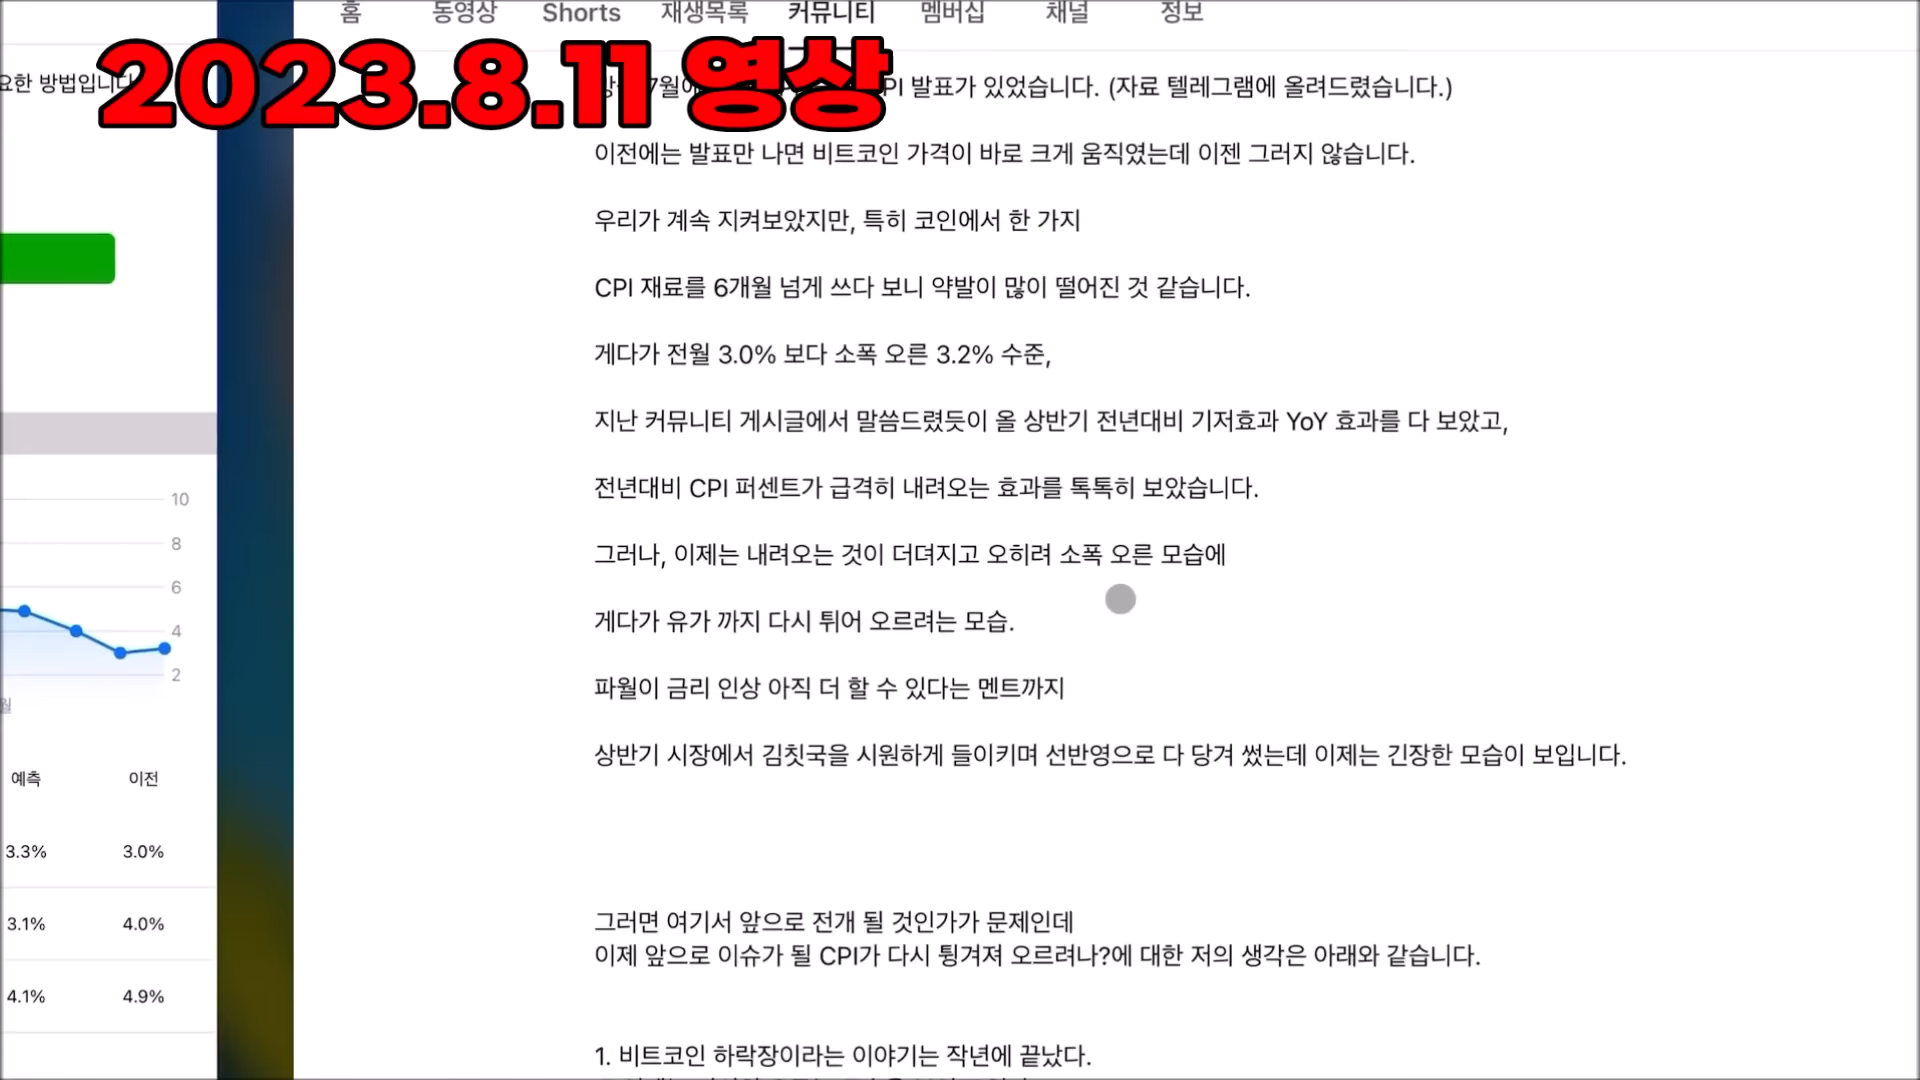 홈 동영상 Shorts 재생목록 커뮤니티 멤버십 채널 정보
2023.8.11 영상
요한 방법입니다
7월 발표가 있었습니다. (자료 텔레그램에 올려드렸습니다.)
이전에는 발표만 나면 비트코인 가격이 바로 크게 움직였는데 이젠 그러지 않습니다.
우리가 계속 지켜보았지만, 특히 코인에서 한 가지
CPI 재료를 6개월 넘게 쓰다 보니 약발이 많이 떨어진 것 같습니다.
게다가 전월 3.0% 보다 소폭 오른 3.2% 수준,
지난 커뮤니티 게시글에서 말씀드렸듯이 올 상반기 전년대비 기저효과 YoY 효과를 다 보았고,
전년대비 CPI 퍼센트가 급격히 내려오는 효과를 톡톡히 보았습니다.
그러나, 이제는 내려오는 것이 더뎌지고 오히려 소폭 오른 모습에
게다가 유가 까지 다시 튀어 오르려는 모습.
파월이 금리 인상 아직 더 할 수 있다는 멘트까지
상반기 시장에서 김칫국을 시원하게 들이키며 선반영으로 다 당겨 썼는데 이제는 긴장한 모습이 보입니다.
그러면 여기서 앞으로 전개 될 것인가가 문제인데
이제 앞으로 이슈가 될 CPI가 다시 튕겨져 오르려나?에 대한 저의 생각은 아래와 같습니다.
1. 비트코인 하락장이라는 이야기는 작년에 끝났다.
10
8
6
4
2
월
예측 이전
3.3% 3.0%
3.1% 4.0%
4.1% 4.9%